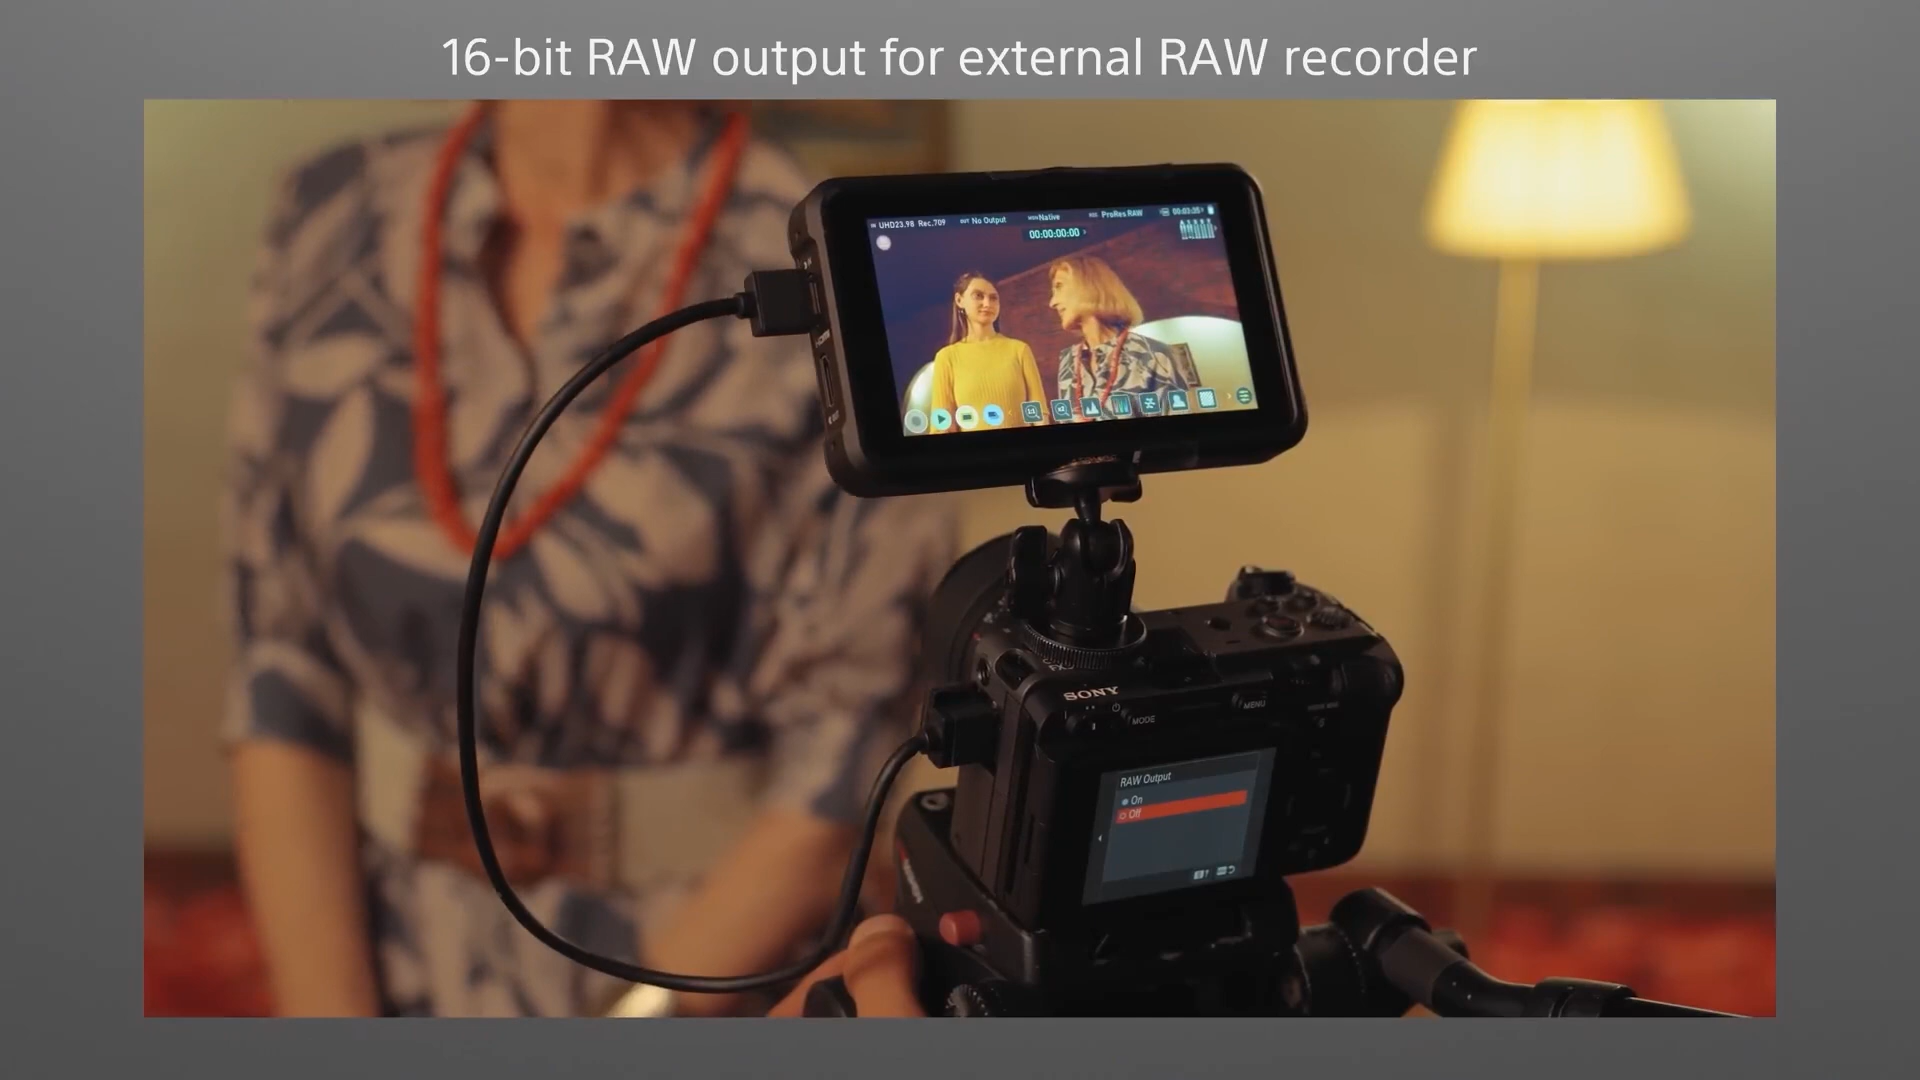 16-bit RAW output for external RAW recorder
UHD23.98 Rec.709 No Output Native ProRes RAW
00:00:00:00
SONY
MODE
MENU
RAW Output
On
Off